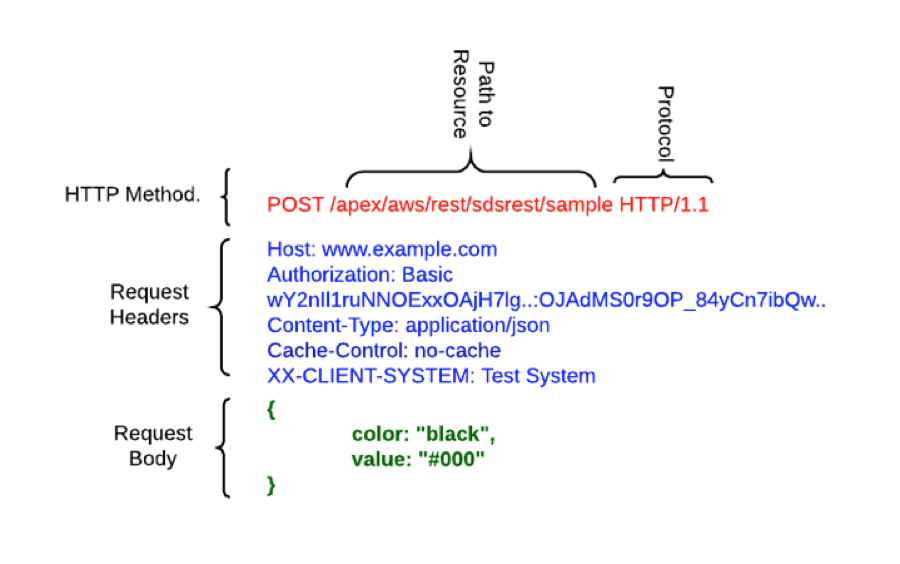 Path to
Resource
Protocol
HTTP Method.
POST /apex/aws/rest/sdsrest/sample HTTP/1.1
Request
Headers
Host: www.example.com
Authorization: Basic
wY2nll1ruNNOExxOAjH7lg..:OJAdMS0r9OP_84yCn7ibQw..
Content-Type: application/json
Cache-Control: no-cache
XX-CLIENT-SYSTEM: Test System
Request
Body
{
color: "black",
value: "#000"
}